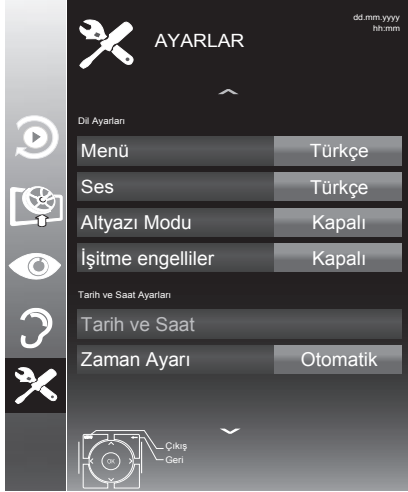 AYARLAR
dd.mm.yyyy
hh:mm
Dil Ayarları
Menü Türkçe
Ses Türkçe
Altyazı Modu Kapalı
İşitme engelliler Kapalı
Tarih ve Saat Ayarları
Tarih ve Saat
Zaman Ayarı Otomatik
Çıkış
Geri
OK